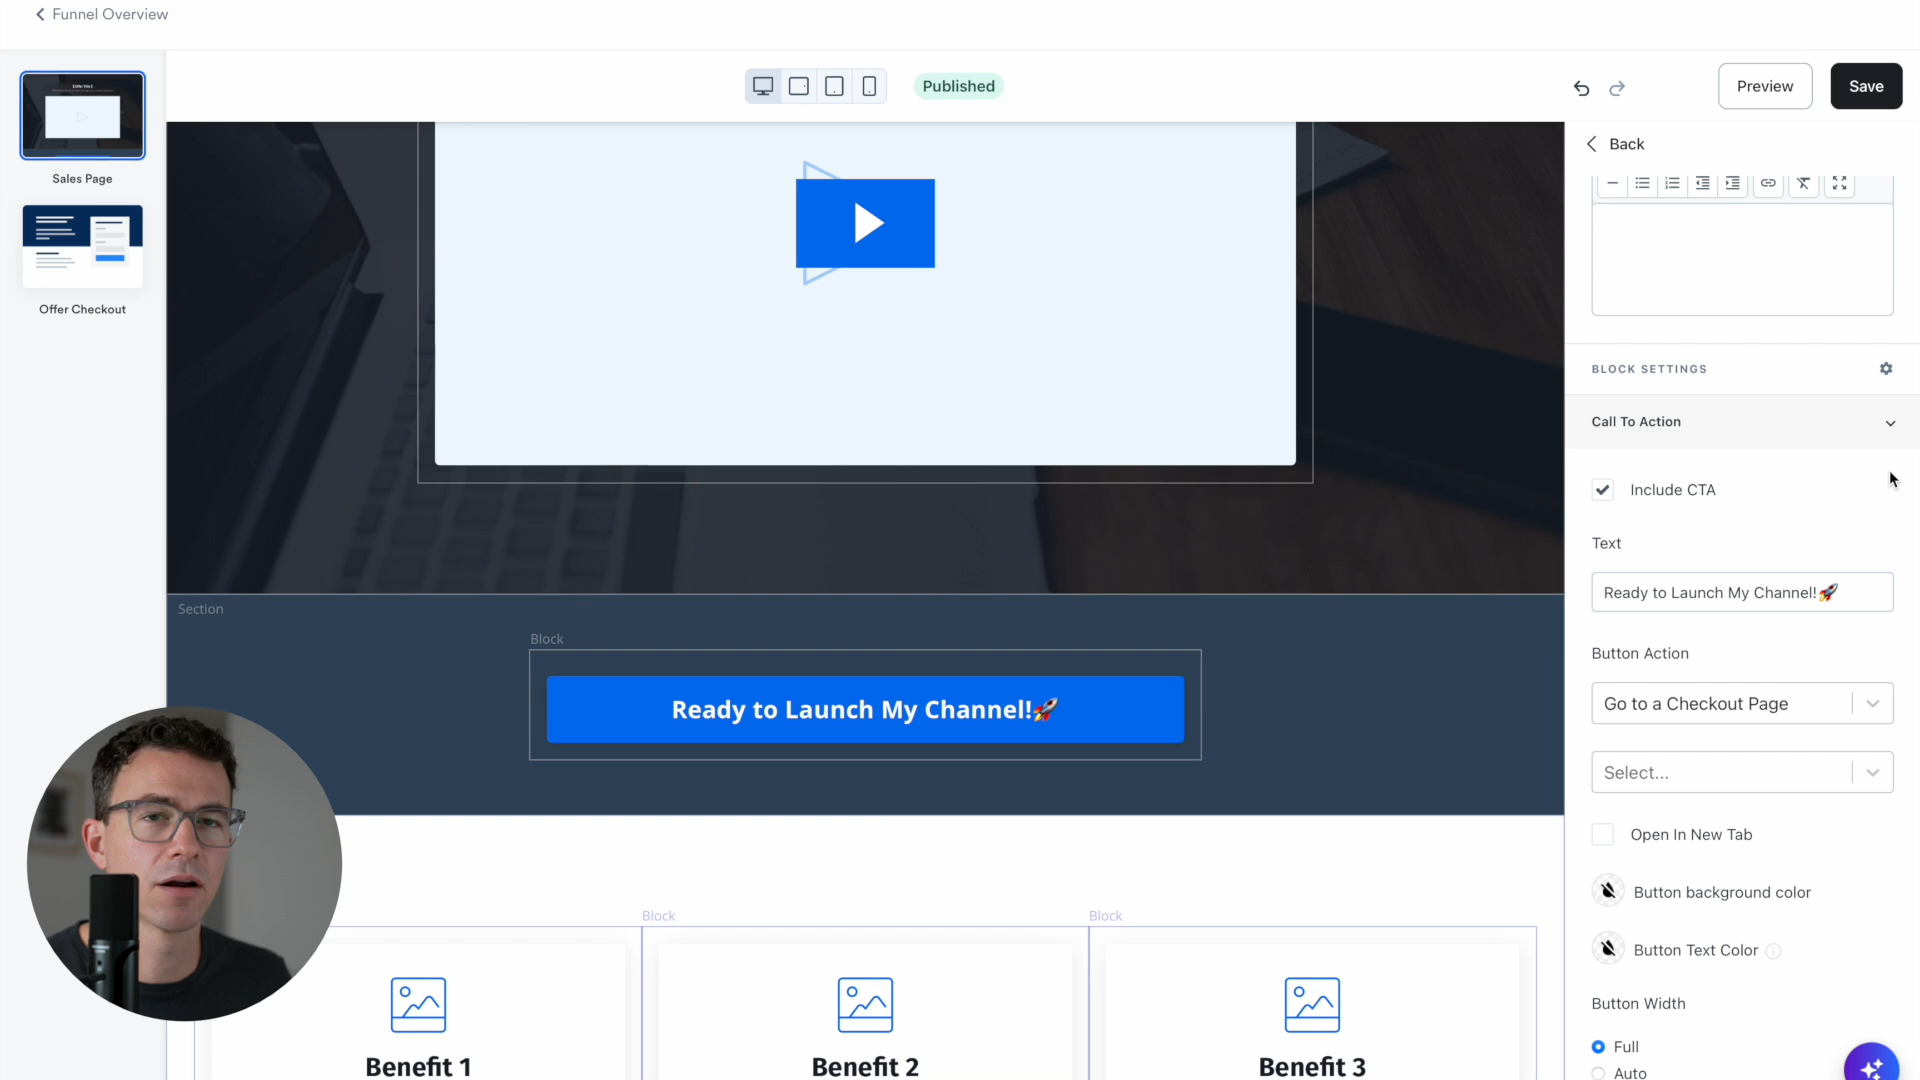 Funnel Overview
Published
Preview
Save
Sales Page
Offer Checkout
Back
BLOCK SETTINGS
Call To Action
Include CTA
Text
Ready to Launch My Channel!🚀
Button Action
Go to a Checkout Page
Select...
Open In New Tab
Button background color
Button Text Color
Button Width
Full
Auto
Section
Block
Ready to Launch My Channel!🚀
Block
Block
Benefit 1
Benefit 2
Benefit 3